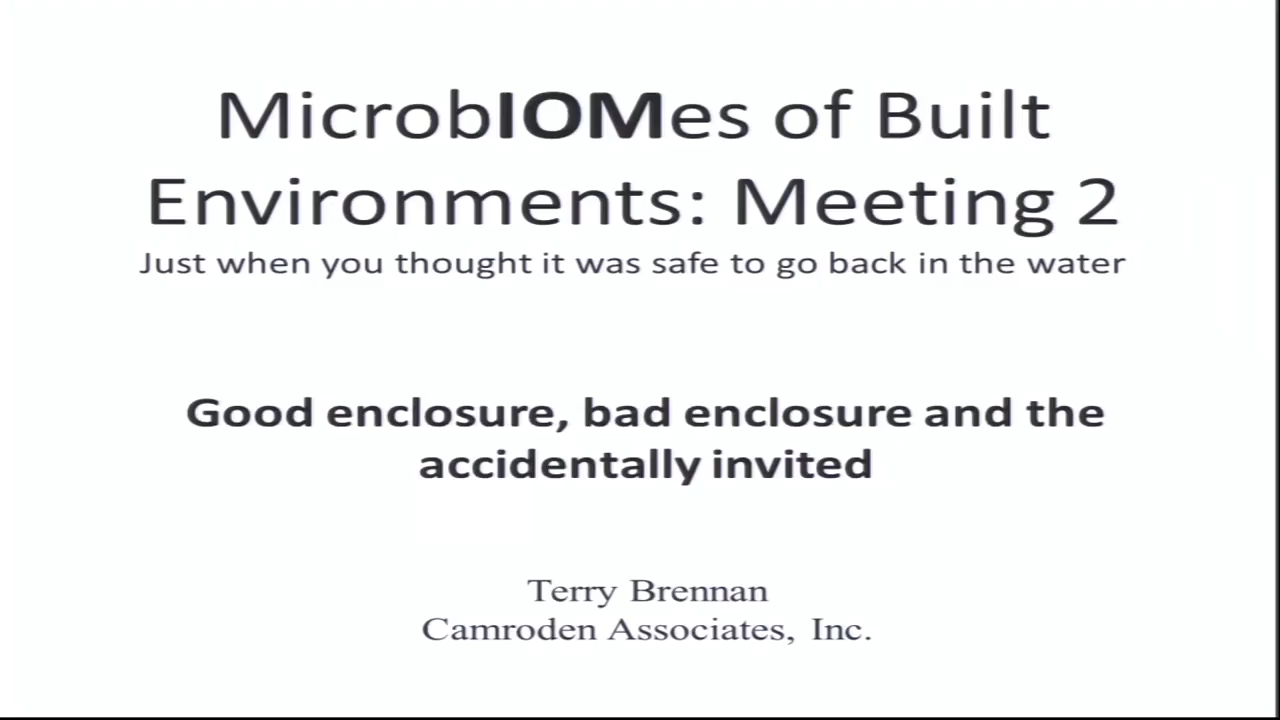 MicrobIOMes of Built
Environments: Meeting 2
Just when you thought it was safe to go back in the water
Good enclosure, bad enclosure and the
accidentally invited
Terry Brennan
Camroden Associates, Inc.